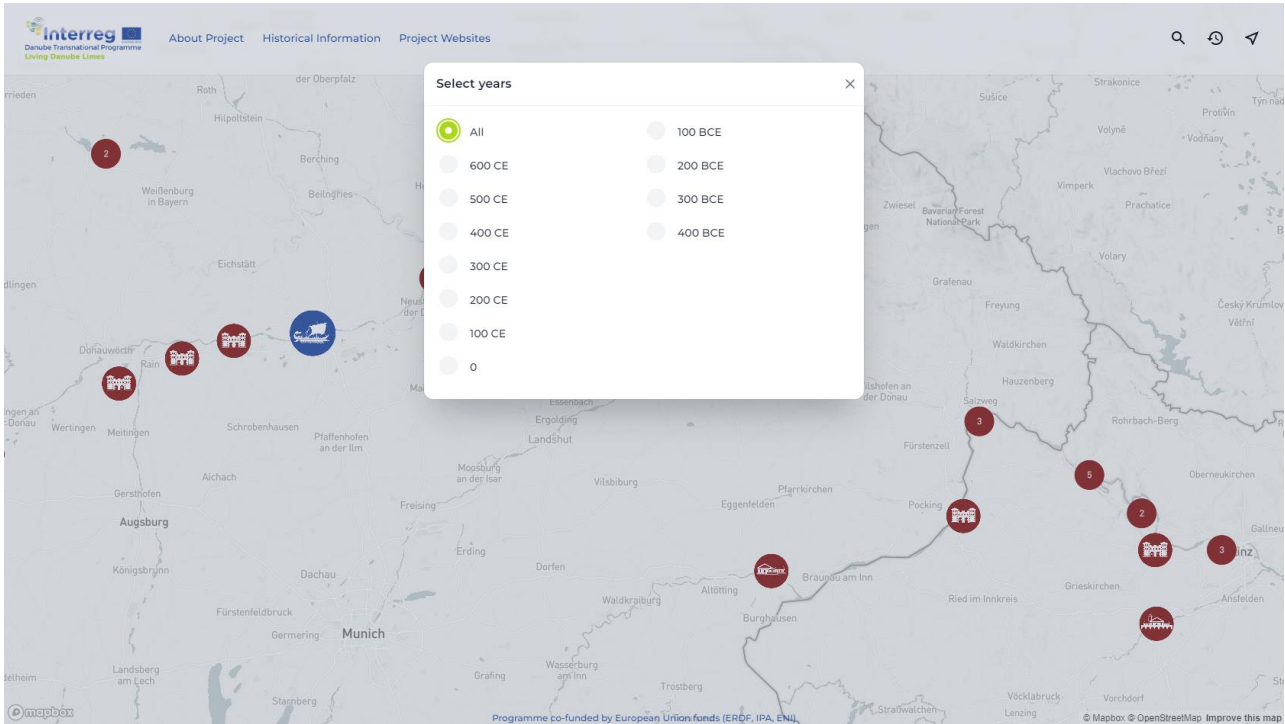 Interreg
Danube Transnational Programme
Living Danube Limes
About Project
Historical Information
Project Websites
Select years
All
600 CE
500 CE
400 CE
300 CE
200 CE
100 CE
0
100 BCE
200 BCE
300 BCE
400 BCE
der Oberpfalz
Roth
Hilpoltstein
2
Berching
Weißenburg
in Bayern
Beilngries
Eichstätt
Donauwörth
Rain
Wertingen
Meitingen
Schrobenhausen
Pfaffenhofen
an der Ilm
Aichach
Gersthofen
Augsburg
Königsbrunn
Dachau
Fürstenfeldbruck
Germering
Munich
Landsberg
am Lech
Starnberg
Freising
Erding
Moosburg
an der Isar
Essenbach
Ergolding
Landshut
Vilsbiburg
Dorfen
Waldkraiburg
Altötting
Burghausen
Wasserburg
am Inn
Grafing
Trostberg
Eggenfelden
Pfarrkirchen
Braunau am Inn
Pocking
Fürstenzell
Salzweg
3
Hauzenberg
Waldkirchen
Freyung
Grafenau
Zwiesel
Bavarian Forest
National Park
Sušice
Strakonice
Volyně
Protivín
Vodňany
Vlachovo Březí
Vimperk
Prachatice
Volary
Český Krumlov
Větřní
Rohrbach-Berg
5
Oberneukirchen
2
3
inz
Grieskirchen
Ansfelden
Ried im Innkreis
Vöcklabruck
Vorchdorf
Straßwalchen
Lenzing
mapbox
Programme co-funded by European Union funds (ERDF, IPA, ENI)
© Mapbox © OpenStreetMap Improve this map